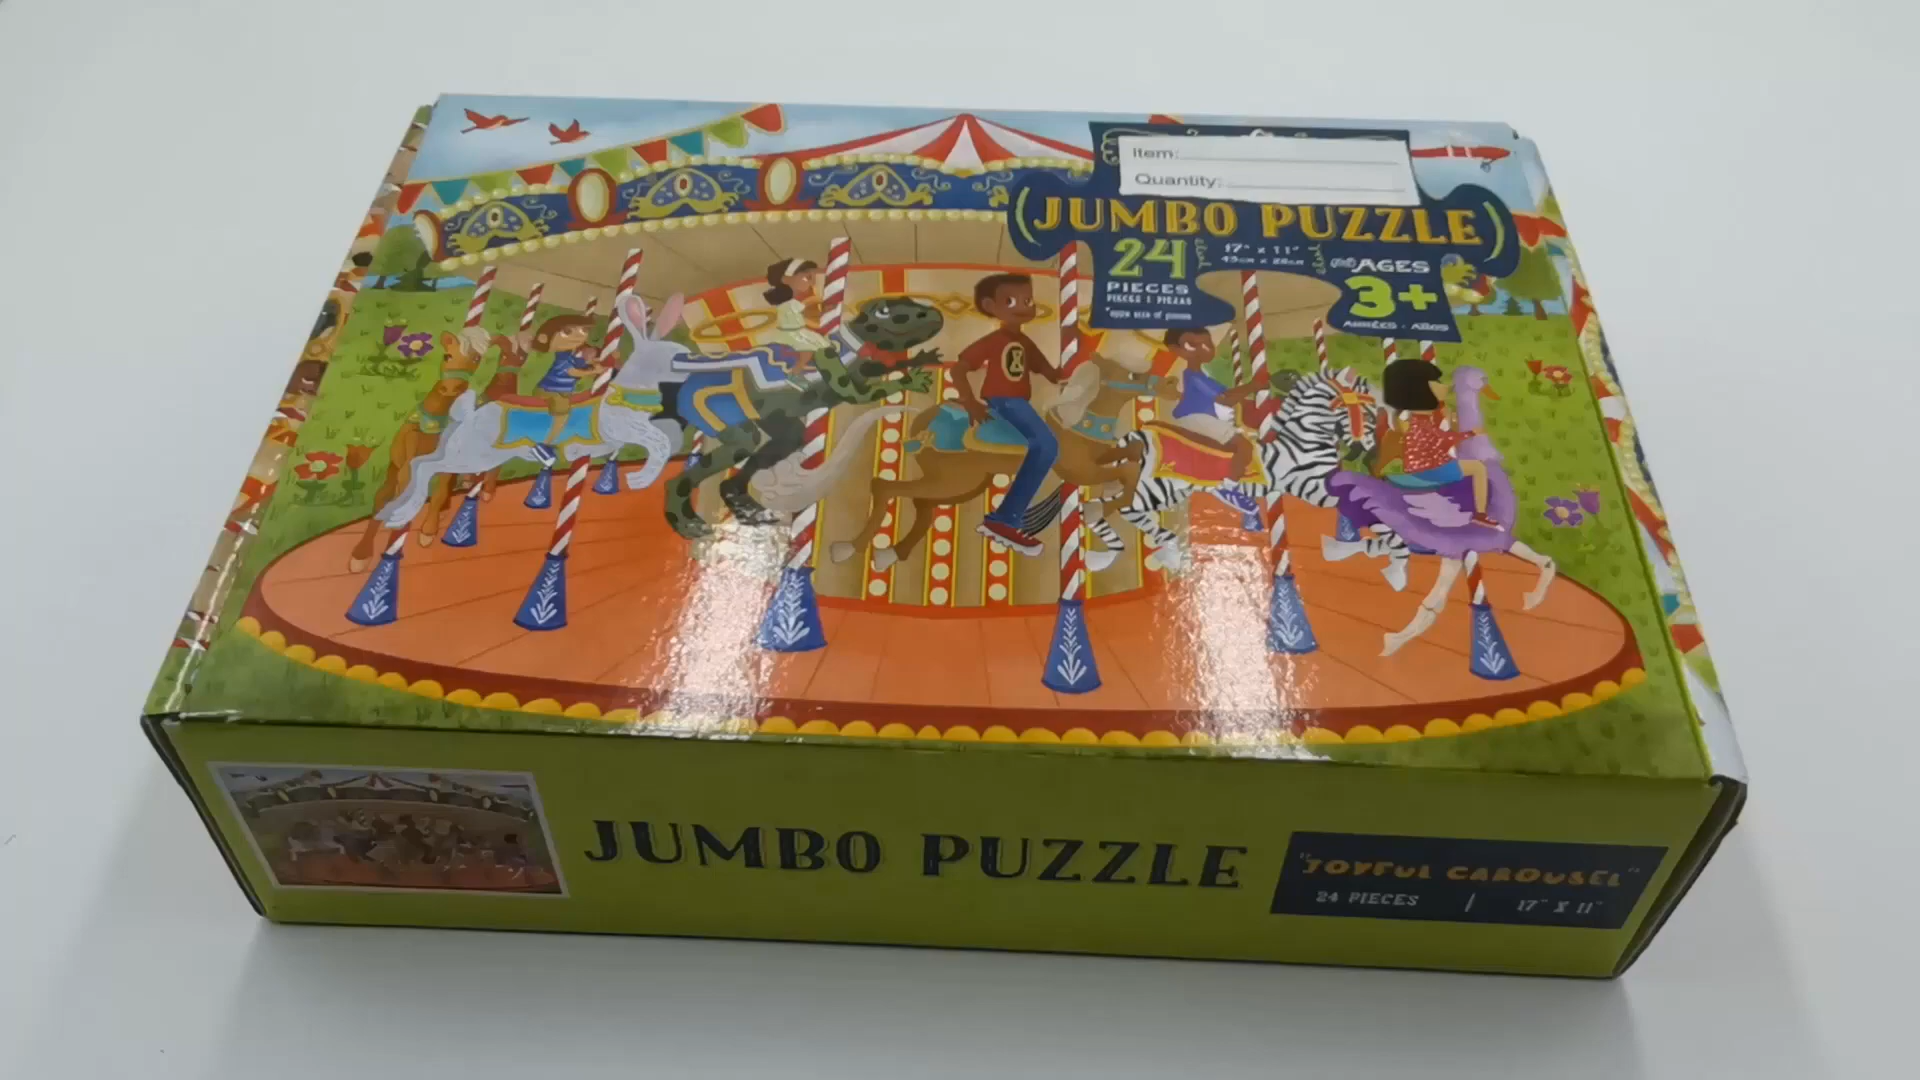 Item:
Quantity:
JUMBO PUZZLE
24
PIECES
17" x 11"
AGES
3+
JUMBO PUZZLE
"JOYFUL CAROUSEL"
24 PIECES | 17" X 11"